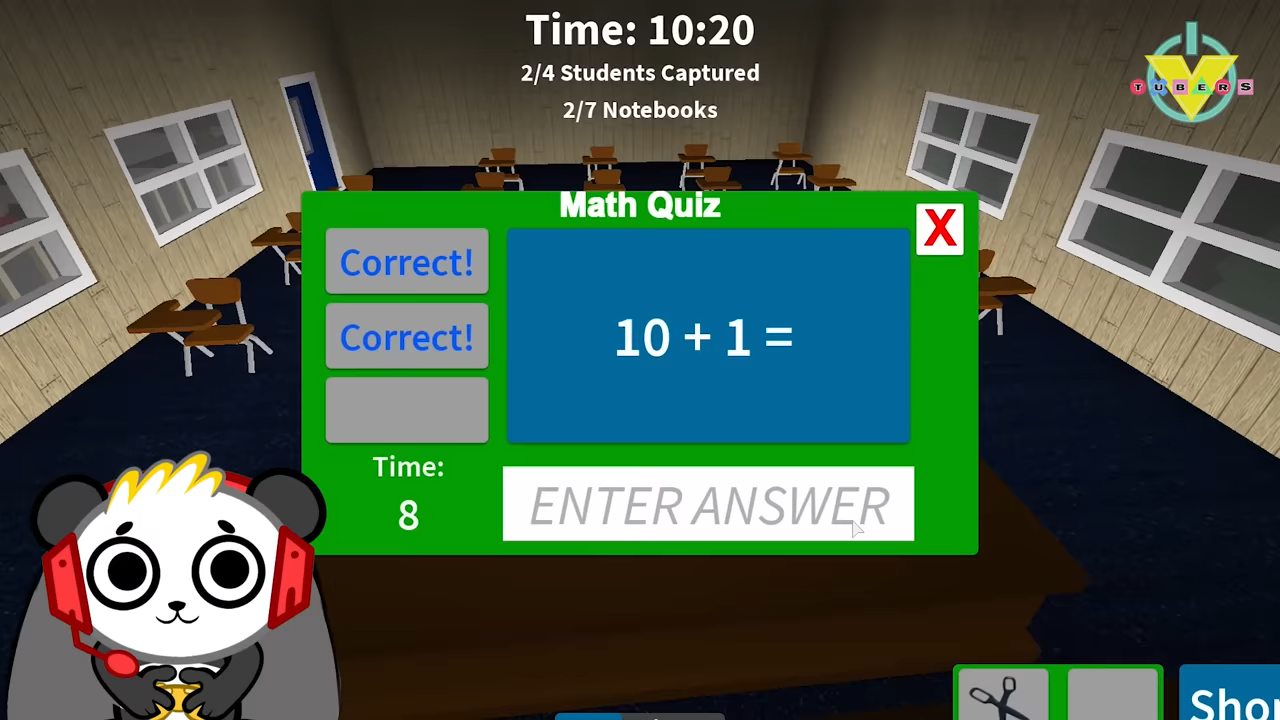 Time: 10:20
2/4 Students Captured
2/7 Notebooks
V
TUBERS
Math Quiz
X
Correct!
Correct!
10 + 1 =
Time:
8
ENTER ANSWER